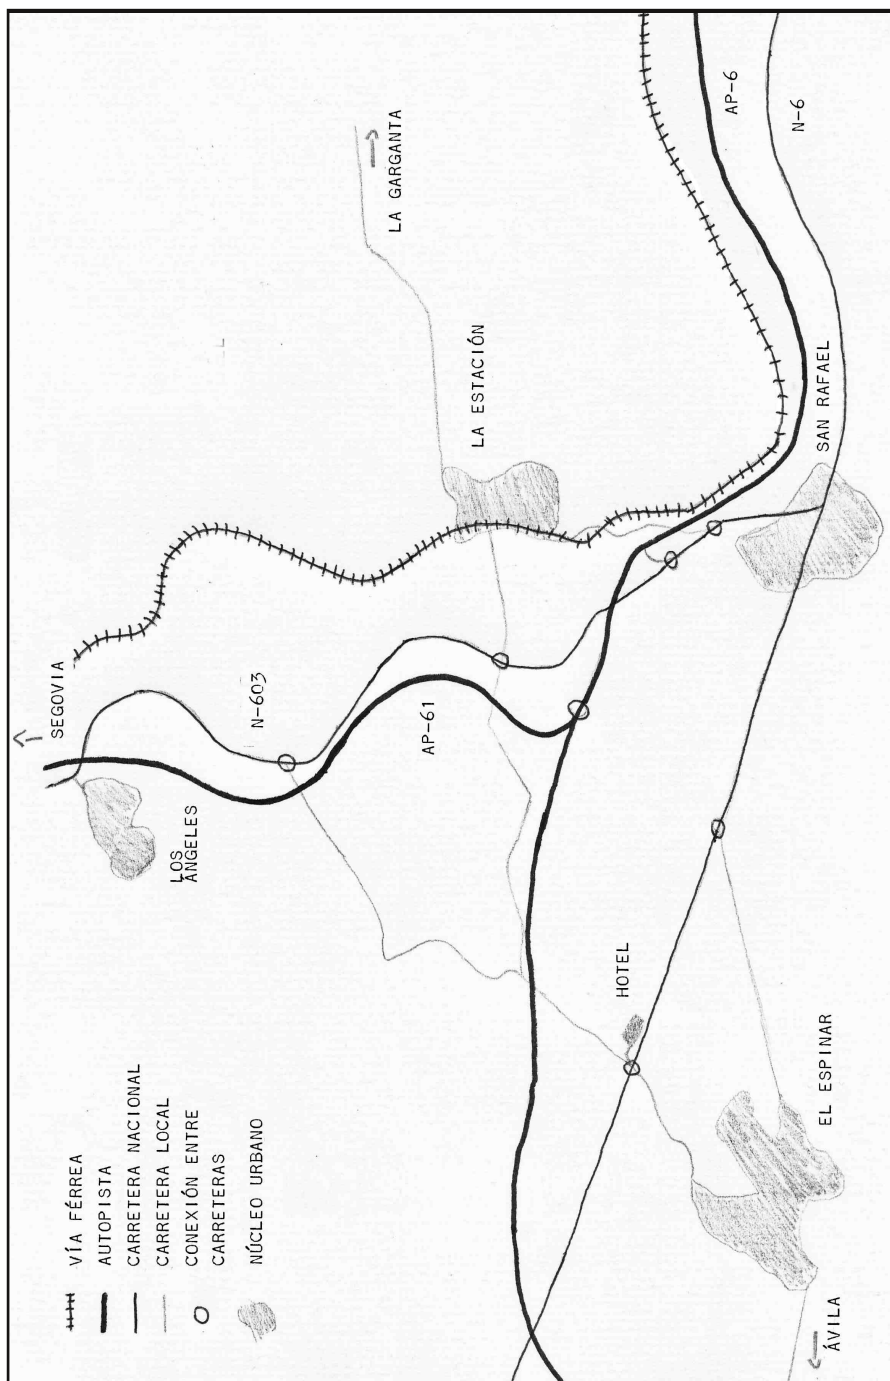 VÍA FÉRREA
AUTOPISTA
CARRETERA NACIONAL
CARRETERA LOCAL
CONEXIÓN ENTRE
CARRETERAS
NÚCLEO URBANO
SEGOVIA
LOS
ÁNGELES
N-603
AP-61
LA GARGANTA
LA ESTACIÓN
AP-6
N-6
SAN RAFAEL
HOTEL
EL ESPINAR
ÁVILA